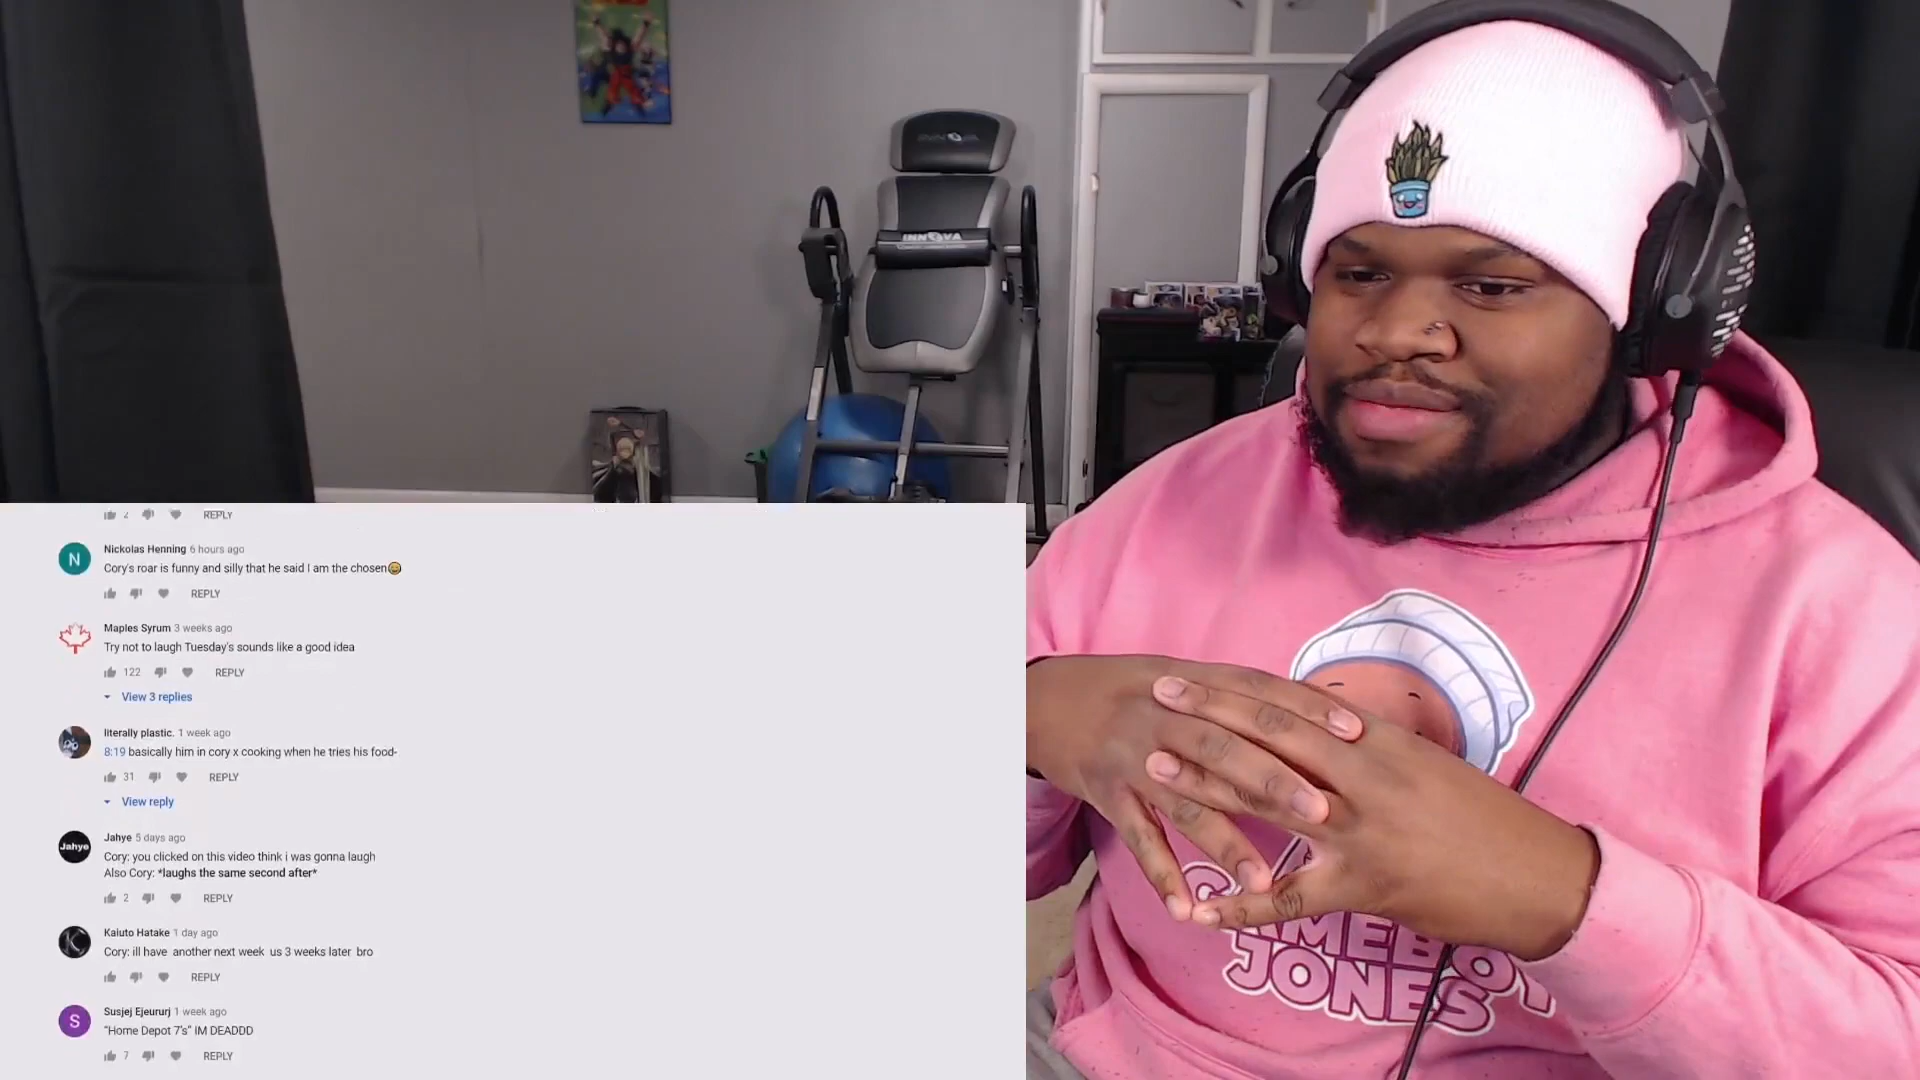 INNOVA
2 REPLY
Nickolas Henning 6 hours ago
Cory's roar is funny and silly that he said I am the chosen😄
REPLY
Maples Syrum 3 weeks ago
Try not to laugh Tuesday's sounds like a good idea
122 REPLY
View 3 replies
literally plastic. 1 week ago
8:19 basically him in cory x cooking when he tries his food-
31 REPLY
View reply
Jahye
Jahye 5 days ago
Cory: you clicked on this video think i was gonna laugh
Also Cory: *laughs the same second after*
2 REPLY
Kaiuto Hatake 1 day ago
Cory: ill have another next week us 3 weeks later bro
REPLY
Susjej Ejeururj 1 week ago
“Home Depot 7's” IM DEADDD
7 REPLY
JONES